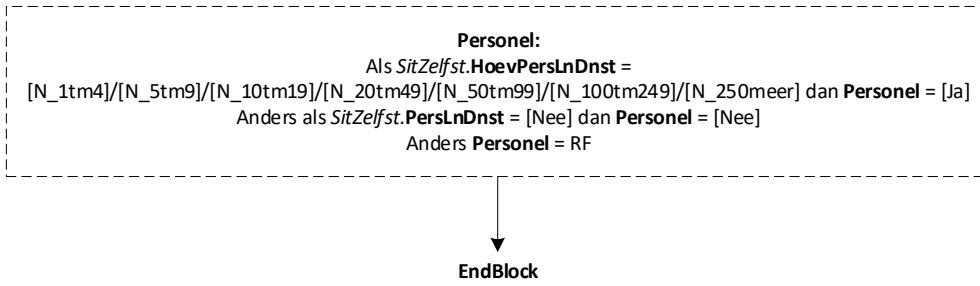 Personel:
Als SitZelfst.HoevPersLnDnst =
[N_1tm4]/[N_5tm9]/[N_10tm19]/[N_20tm49]/[N_50tm99]/[N_100tm249]/[N_250meer] dan Personel = [Ja]
Anders als SitZelfst.PersLnDnst = [Nee] dan Personel = [Nee]
Anders Personel = RF
EndBlock